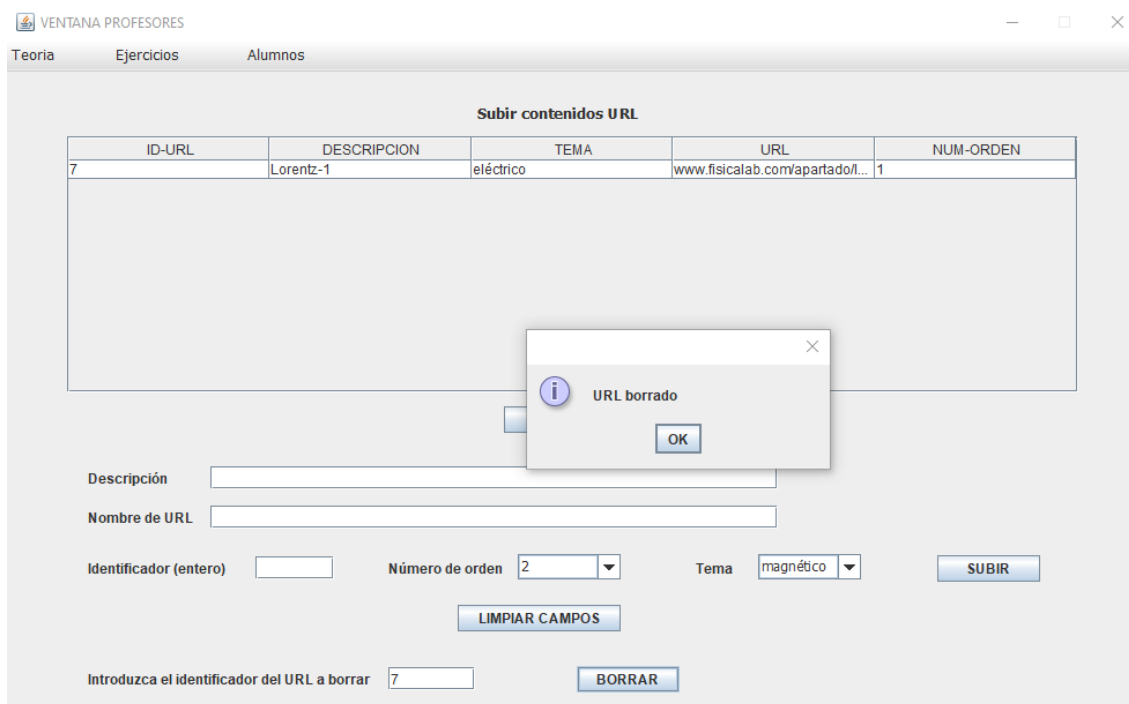 VENTANA PROFESORES
Teoria Ejercicios Alumnos
Subir contenidos URL
ID-URL DESCRIPCION TEMA URL NUM-ORDEN
7 Lorentz-1 eléctrico www.fisicalab.com/apartado/l... 1
URL borrado
OK
Descripción
Nombre de URL
Identificador (entero) Número de orden 2 Tema magnético SUBIR
LIMPIAR CAMPOS
Introduzca el identificador del URL a borrar 7 BORRAR